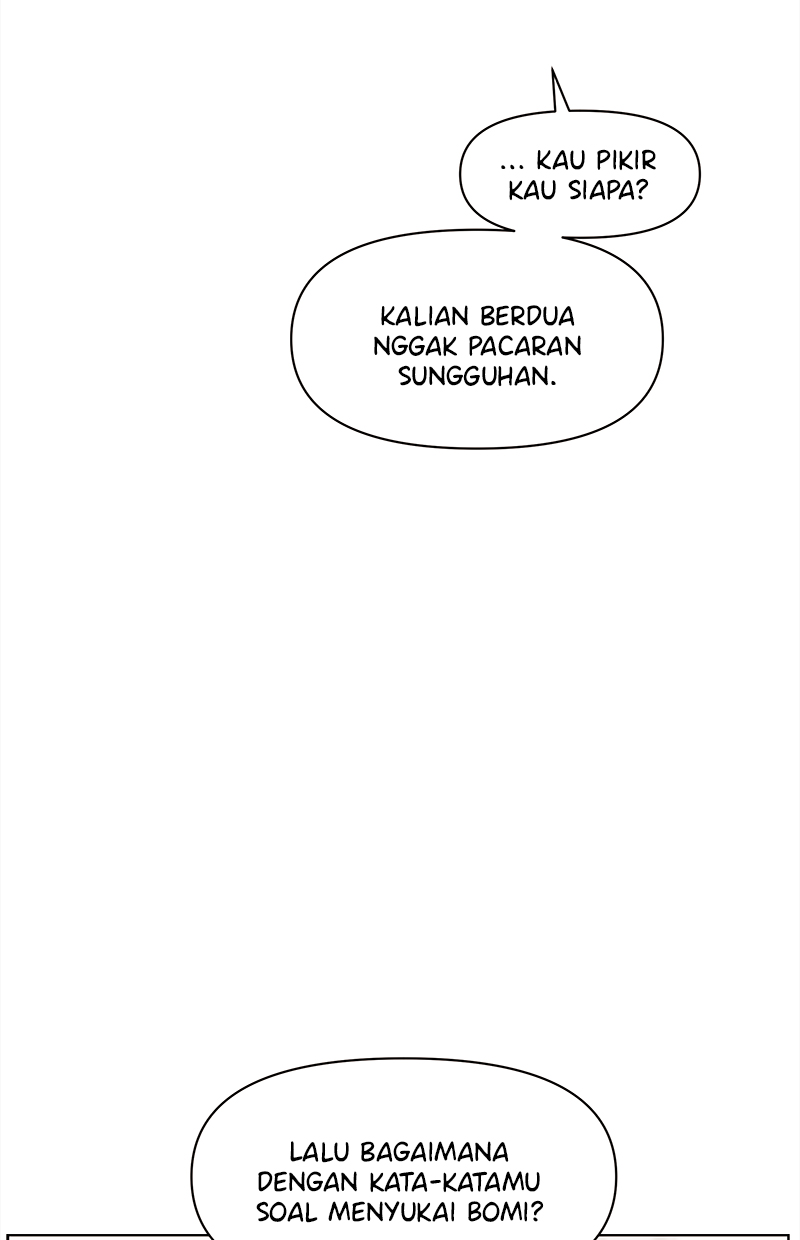 ... KAU PIKIR
KAU SIAPA?
KALIAN BERDUA
NGGAK PACARAN
SUNGGUHAN.
LALU BAGAIMANA
DENGAN KATA-KATAMU
SOAL MENYUKAI BOMI?